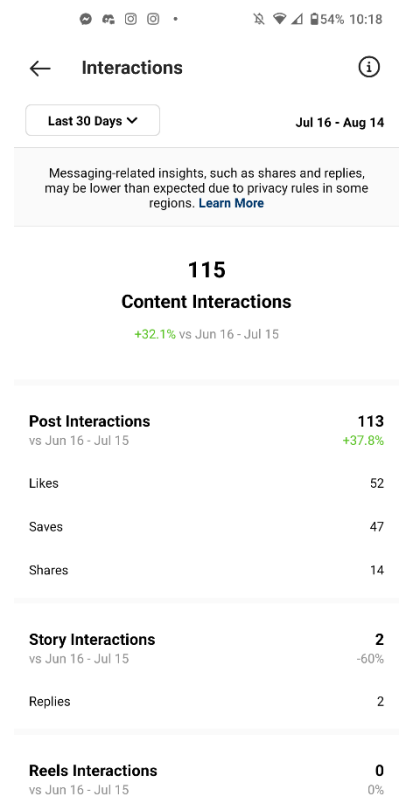 54% 10:18
Interactions
Last 30 Days
Jul 16 - Aug 14
Messaging-related insights, such as shares and replies,
may be lower than expected due to privacy rules in some
regions. Learn More
115
Content Interactions
+32.1% vs Jun 16 - Jul 15
Post Interactions 113
vs Jun 16 - Jul 15 +37.8%
Likes 52
Saves 47
Shares 14
Story Interactions 2
vs Jun 16 - Jul 15 -60%
Replies 2
Reels Interactions 0
vs Jun 16 - Jul 15 0%